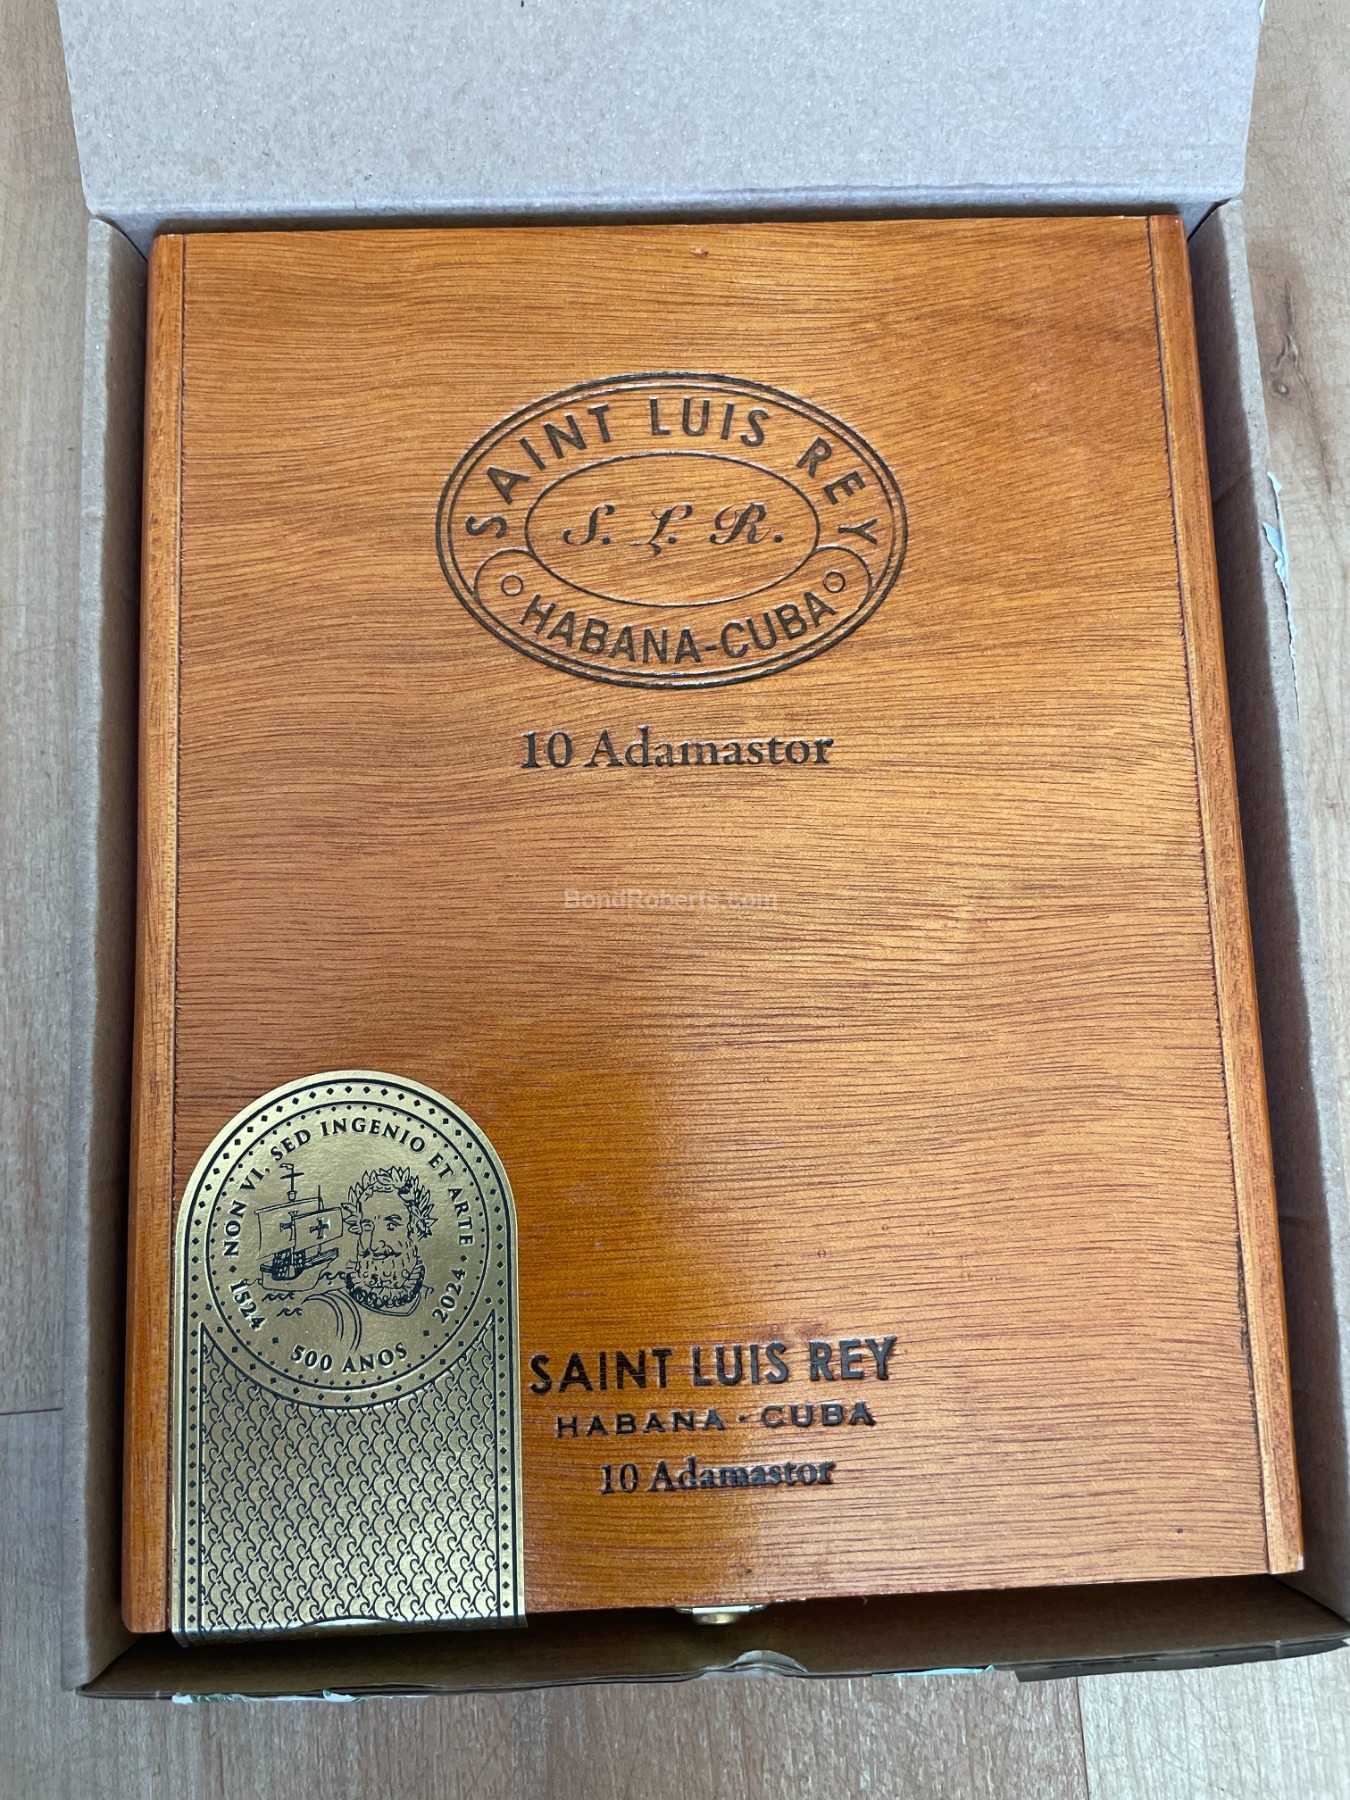 SAINT LUIS REY
S. L. R.
HABANA-CUBA
10 Adamastor
BondRoberts.com
NON VI, SED INGENIO ET ARTE
1524 • 500 ANOS • 2024
SAINT LUIS REY
HABANA · CUBA
10 Adamastor